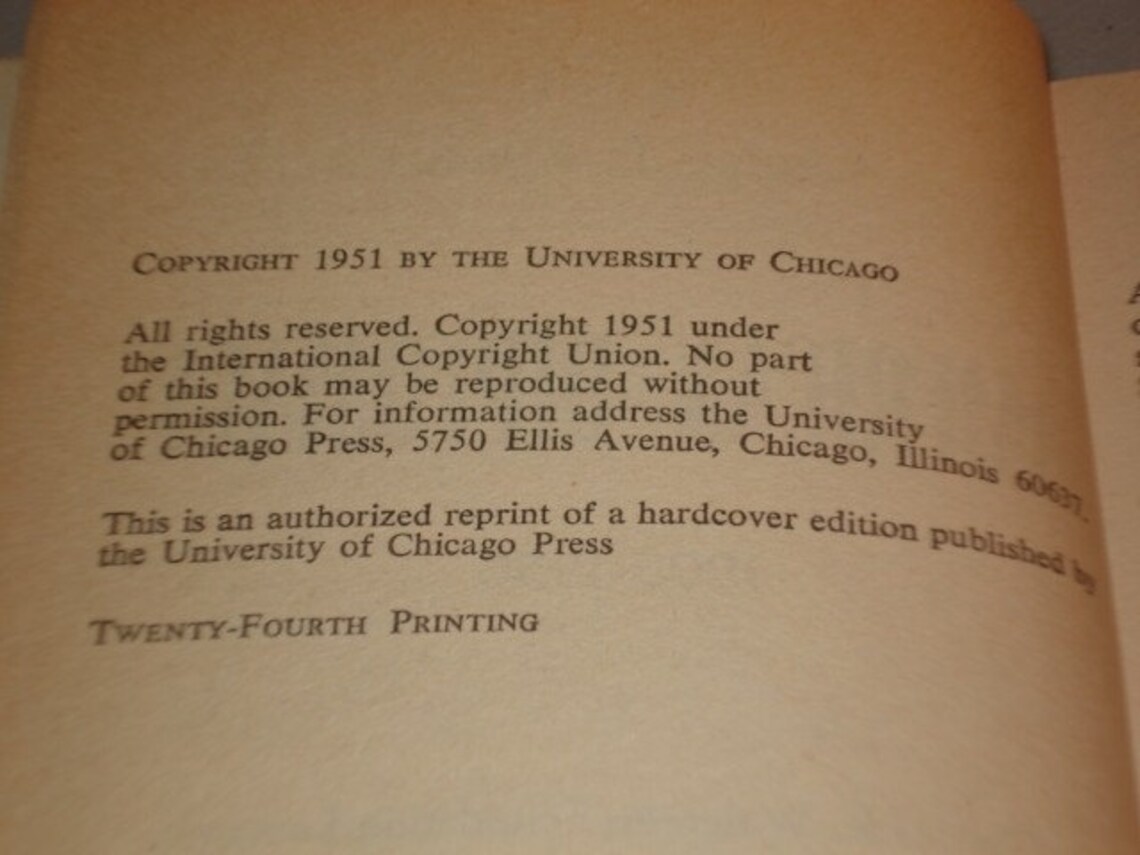 COPYRIGHT 1951 BY THE UNIVERSITY OF CHICAGO
All rights reserved. Copyright 1951 under
the International Copyright Union. No part
of this book may be reproduced without
permission. For information address the University
of Chicago Press, 5750 Ellis Avenue, Chicago, Illinois 60637.
This is an authorized reprint of a hardcover edition published by
the University of Chicago Press
TWENTY-FOURTH PRINTING